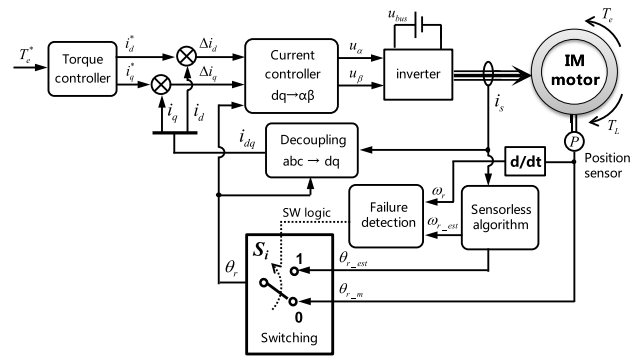 T_e^*
Torque
controller
i_d^*
i_q^*
Δi_d
Δi_q
i_q
i_d
Current
controller
dq→αβ
u_α
u_β
u_bus
inverter
i_s
IM
motor
T_e
T_L
P
Position
sensor
i_dq
Decoupling
abc → dq
d/dt
ω_r
ω_r_est
Failure
detection
Sensorless
algorithm
SW logic
θ_r
S_i
1
0
Switching
θ_r_est
θ_r_m